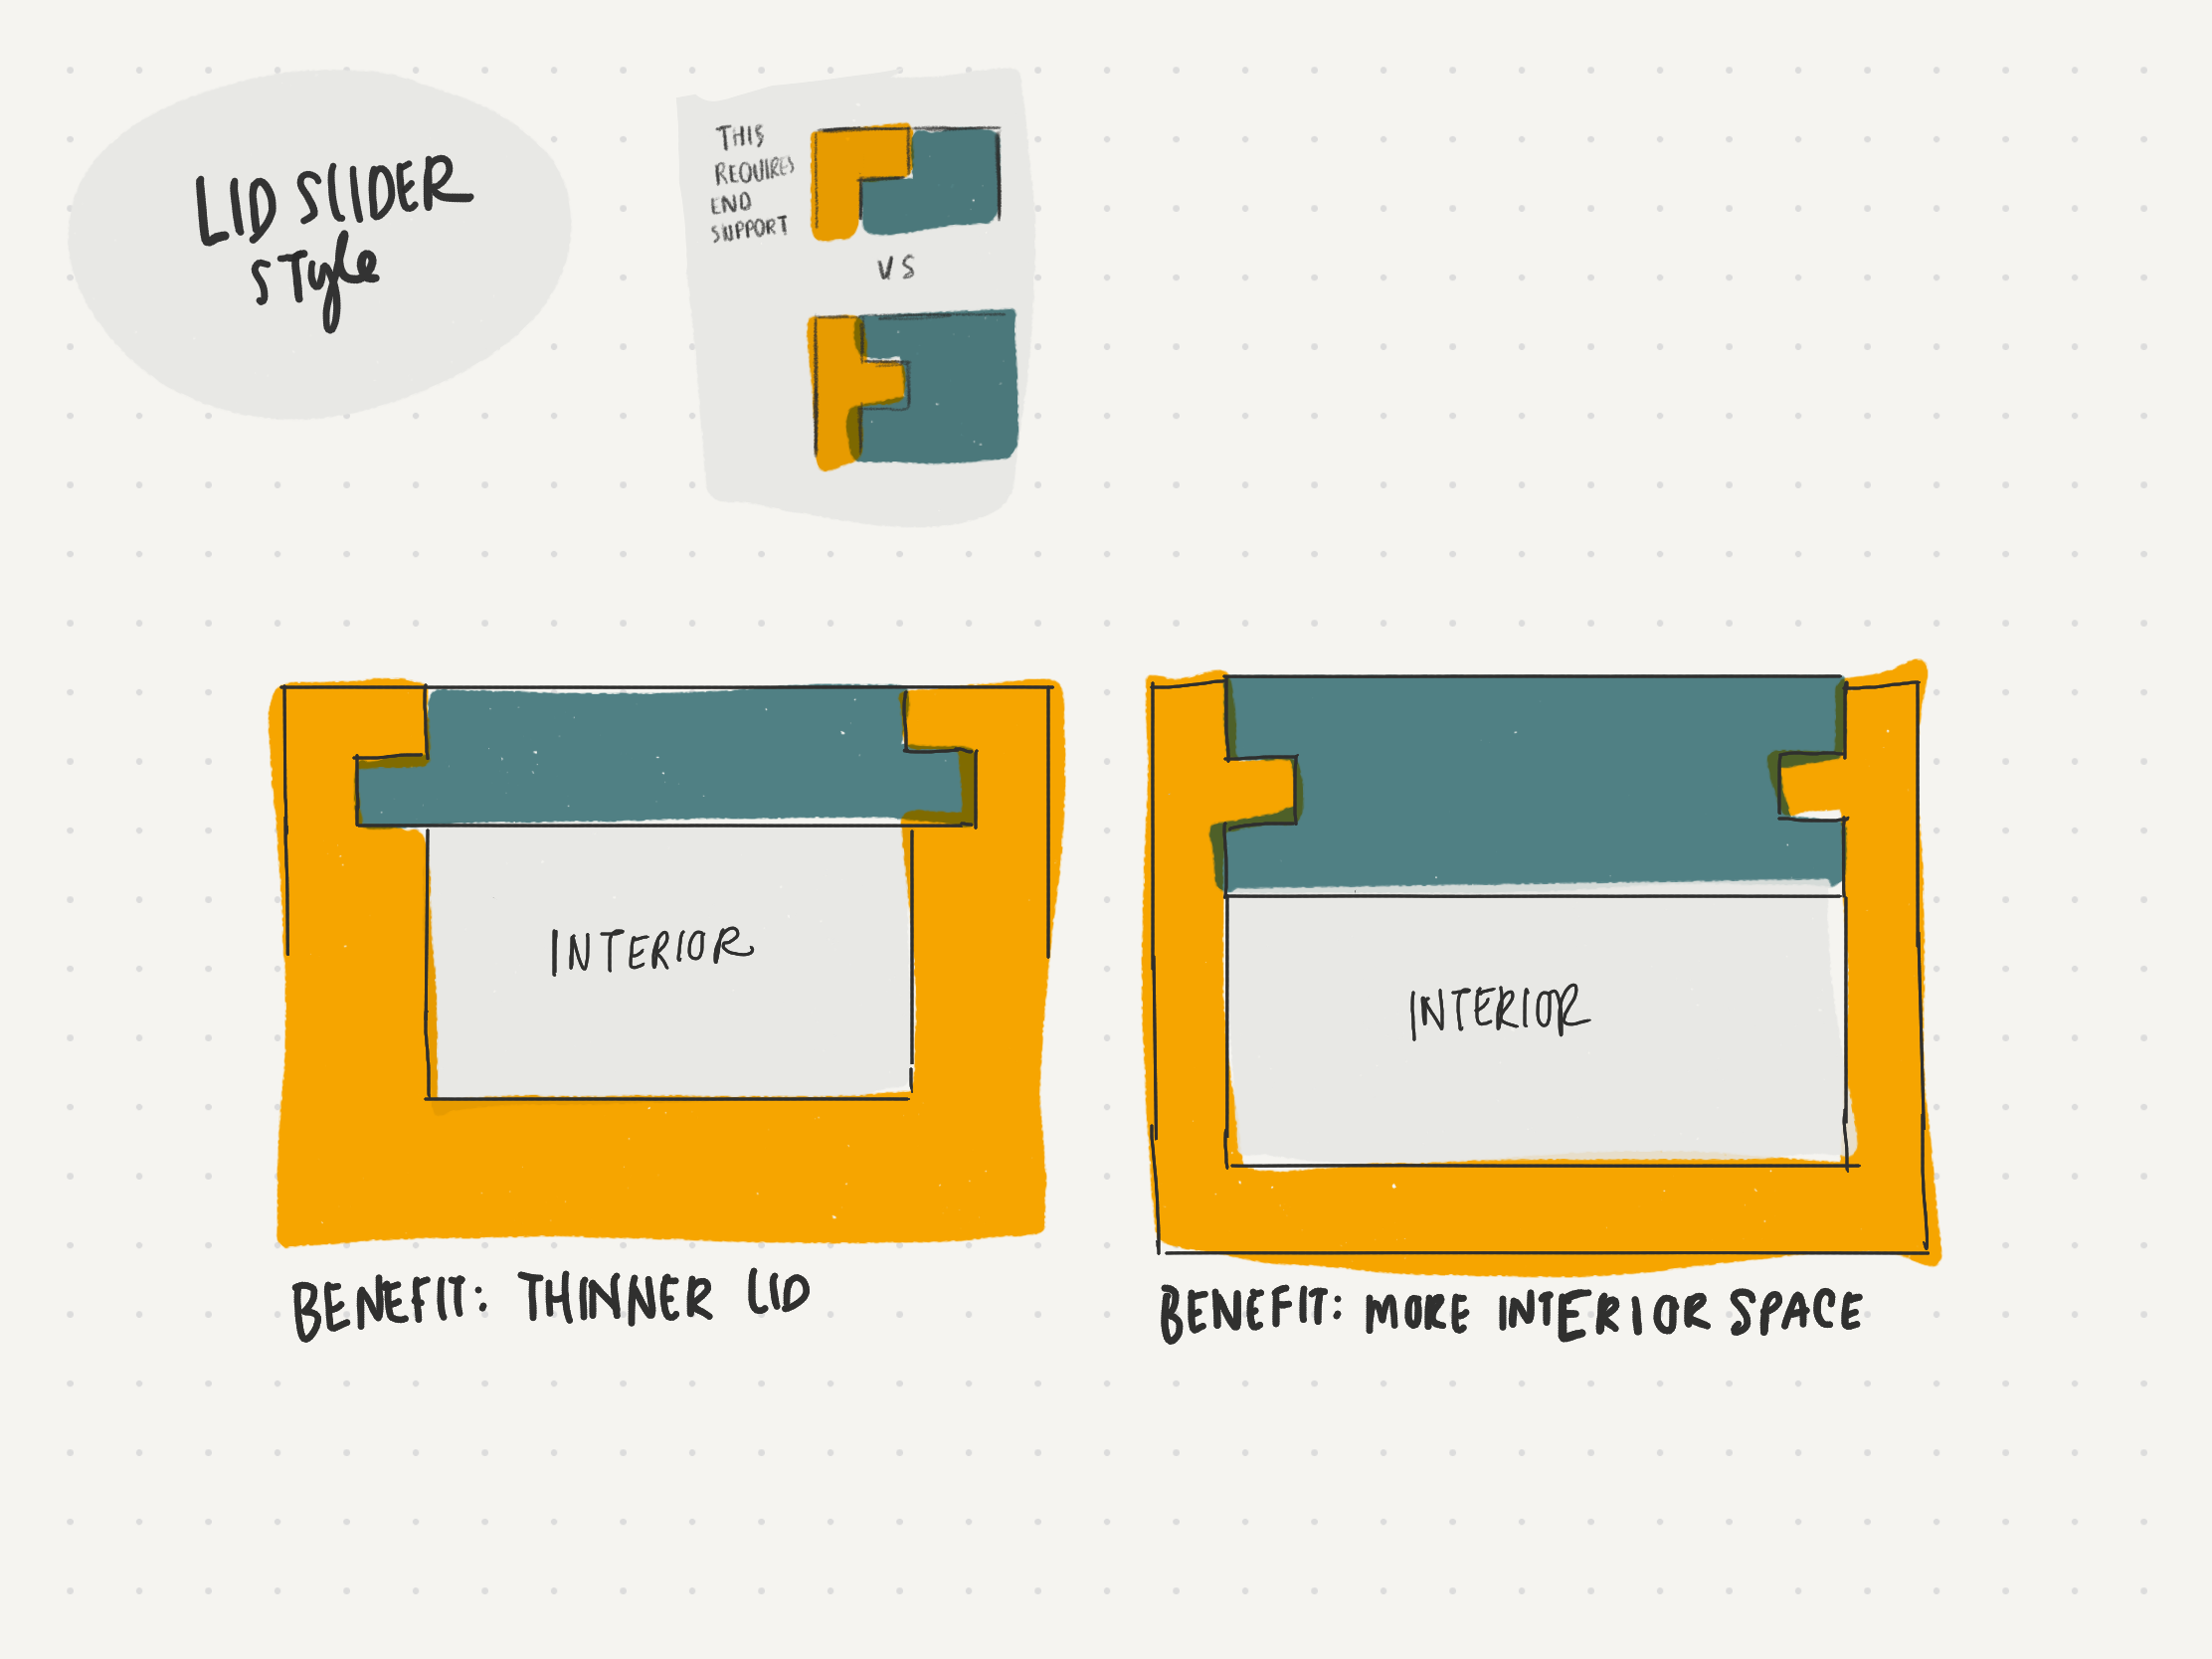 LID SLIDER
STyle
THIS
REQUIRES
END
SUPPORT
VS
INTERIOR
INTERIOR
BENEFIT: THINNER LID
BENEFIT: MORE INTERIOR SPACE